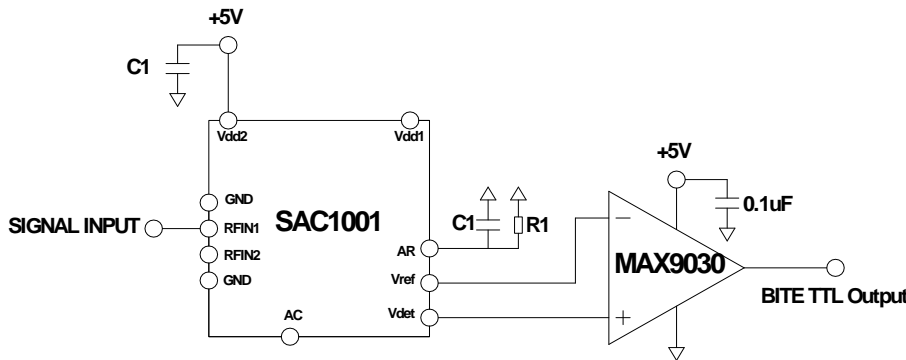 +5V
C1
Vdd2
Vdd1
+5V
GND
0.1uF
SIGNAL INPUT
RFIN1
SAC1001
C1
R1
−
RFIN2
AR
MAX9030
GND
Vref
BITE TTL Output
AC
Vdet
+